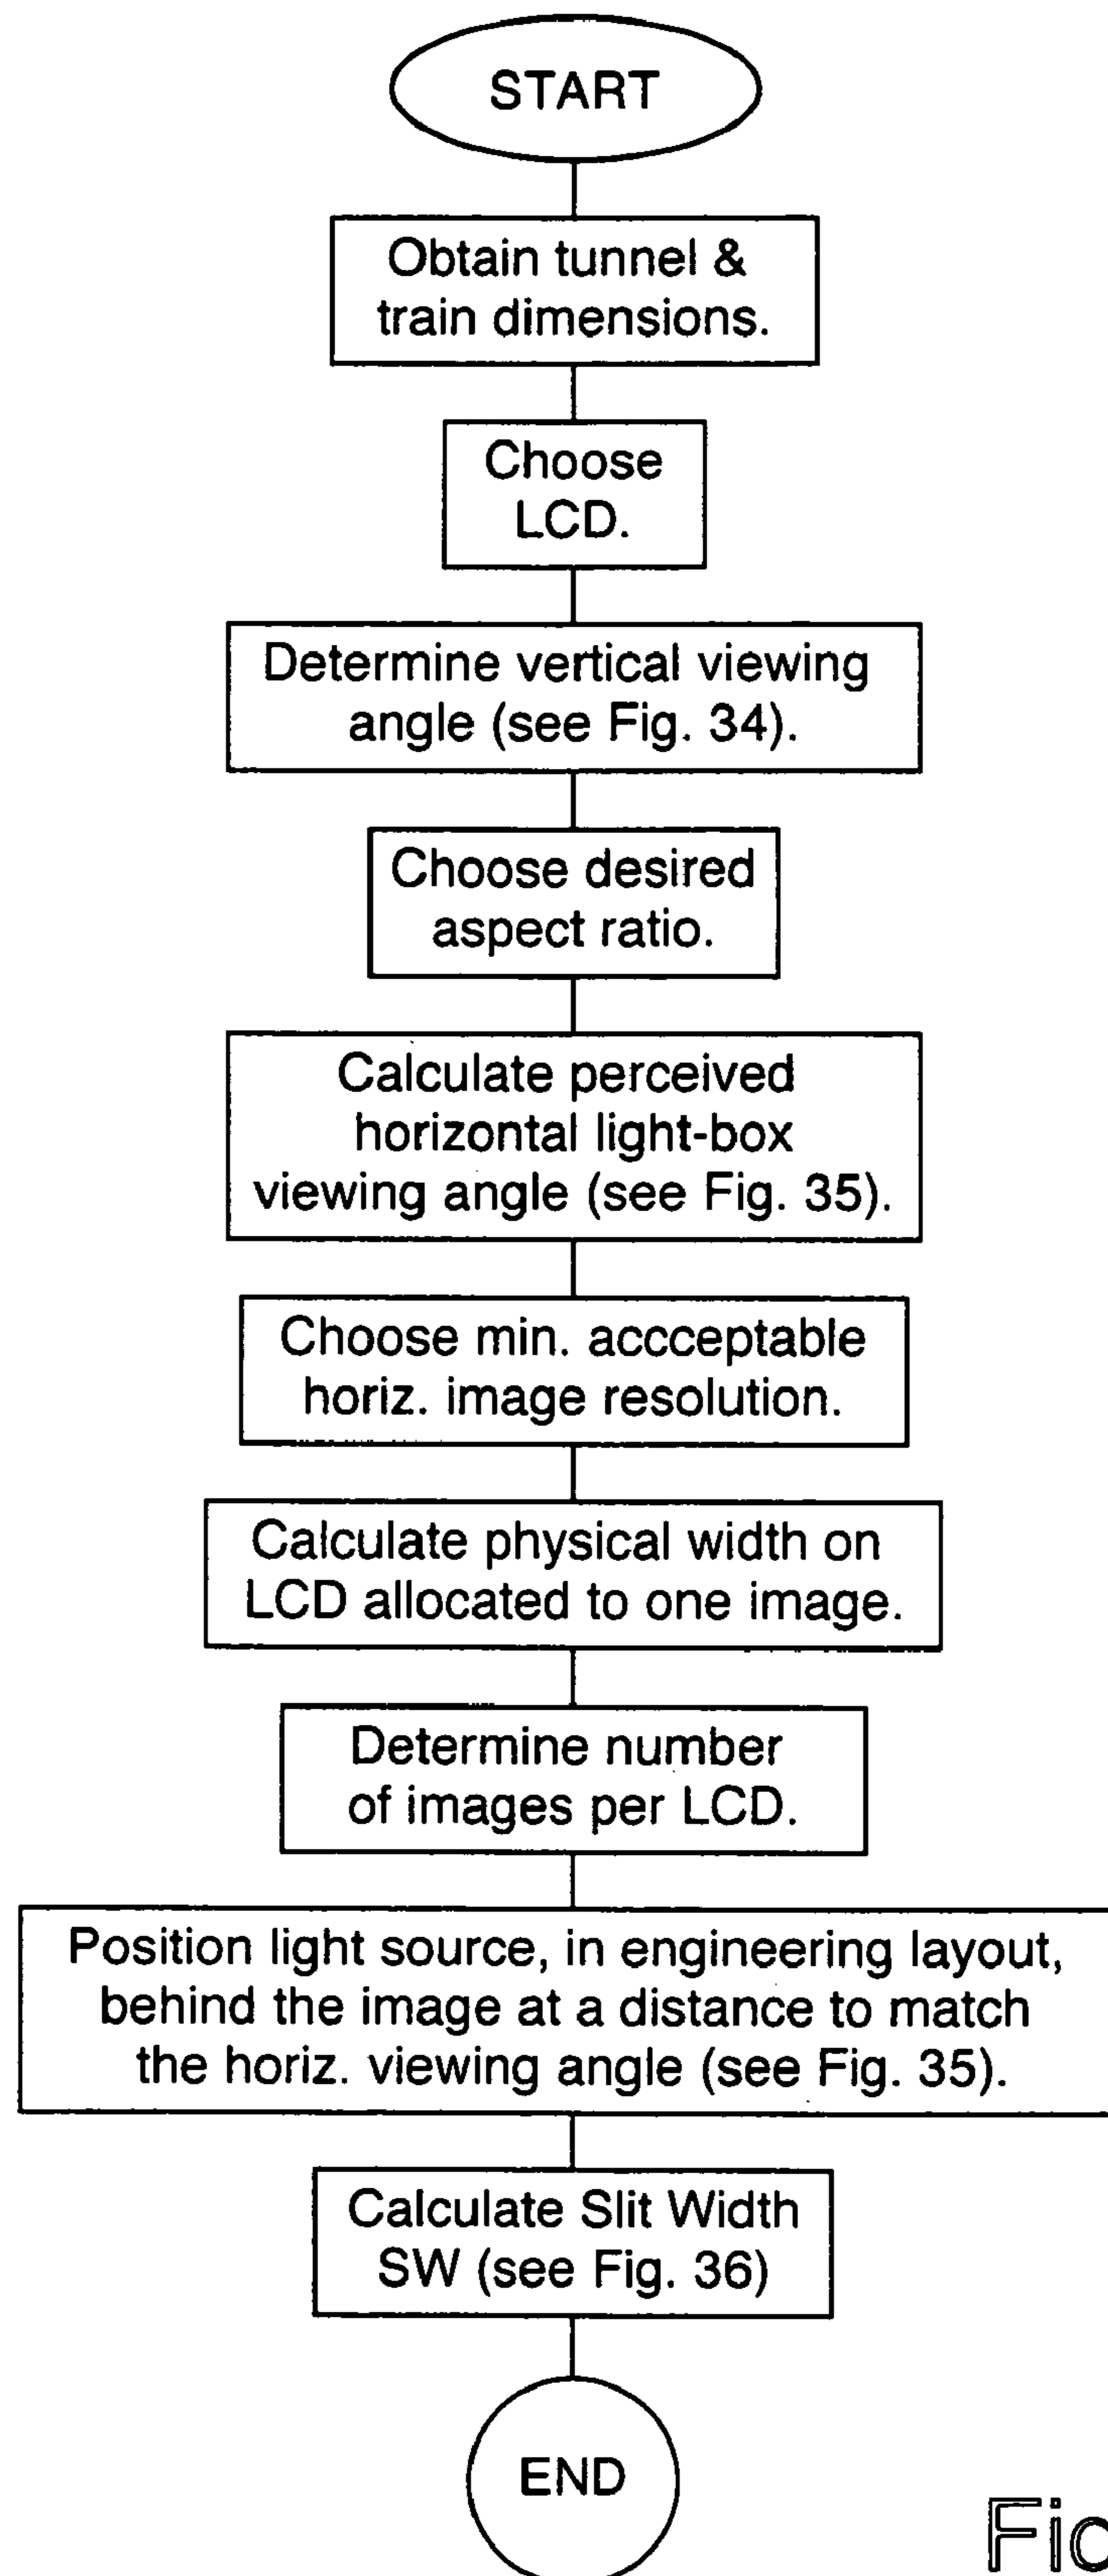 START
Obtain tunnel &
train dimensions.
Choose
LCD.
Determine vertical viewing
angle (see Fig. 34).
Choose desired
aspect ratio.
Calculate perceived
horizontal light-box
viewing angle (see Fig. 35).
Choose min. accceptable
horiz. image resolution.
Calculate physical width on
LCD allocated to one image.
Determine number
of images per LCD.
Position light source, in engineering layout,
behind the image at a distance to match
the horiz. viewing angle (see Fig. 35).
Calculate Slit Width
SW (see Fig. 36)
END